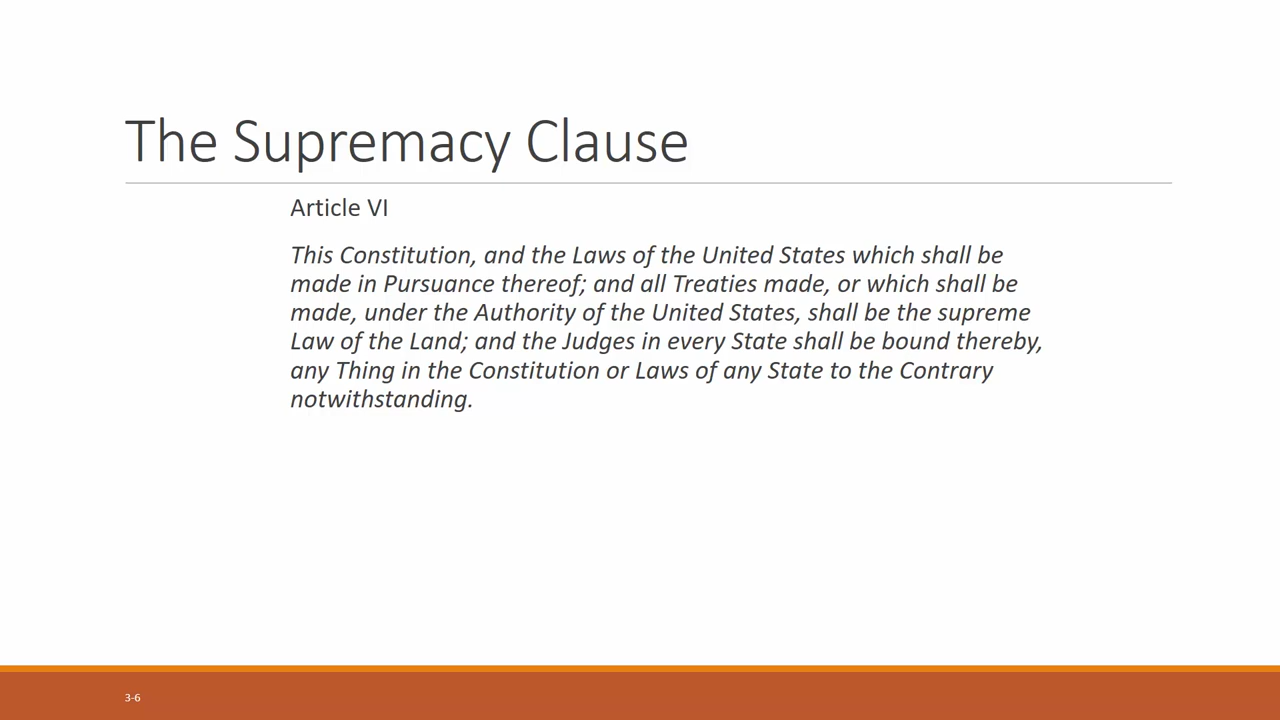 The Supremacy Clause
Article VI
This Constitution, and the Laws of the United States which shall be
made in Pursuance thereof; and all Treaties made, or which shall be
made, under the Authority of the United States, shall be the supreme
Law of the Land; and the Judges in every State shall be bound thereby,
any Thing in the Constitution or Laws of any State to the Contrary
notwithstanding.
3-6